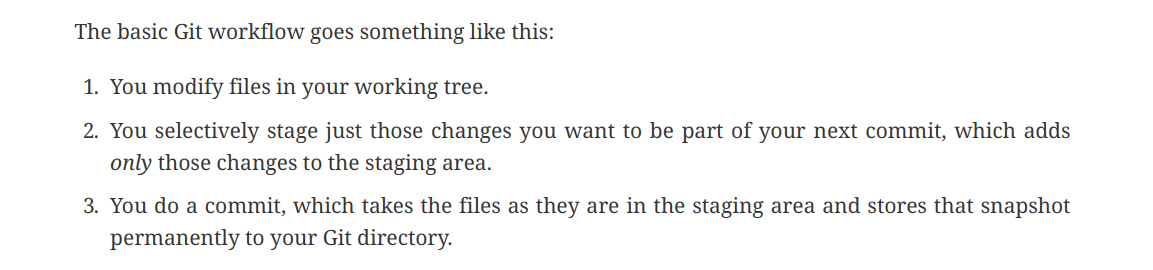 The basic Git workflow goes something like this:
1. You modify files in your working tree.
2. You selectively stage just those changes you want to be part of your next commit, which adds
only those changes to the staging area.
3. You do a commit, which takes the files as they are in the staging area and stores that snapshot
permanently to your Git directory.